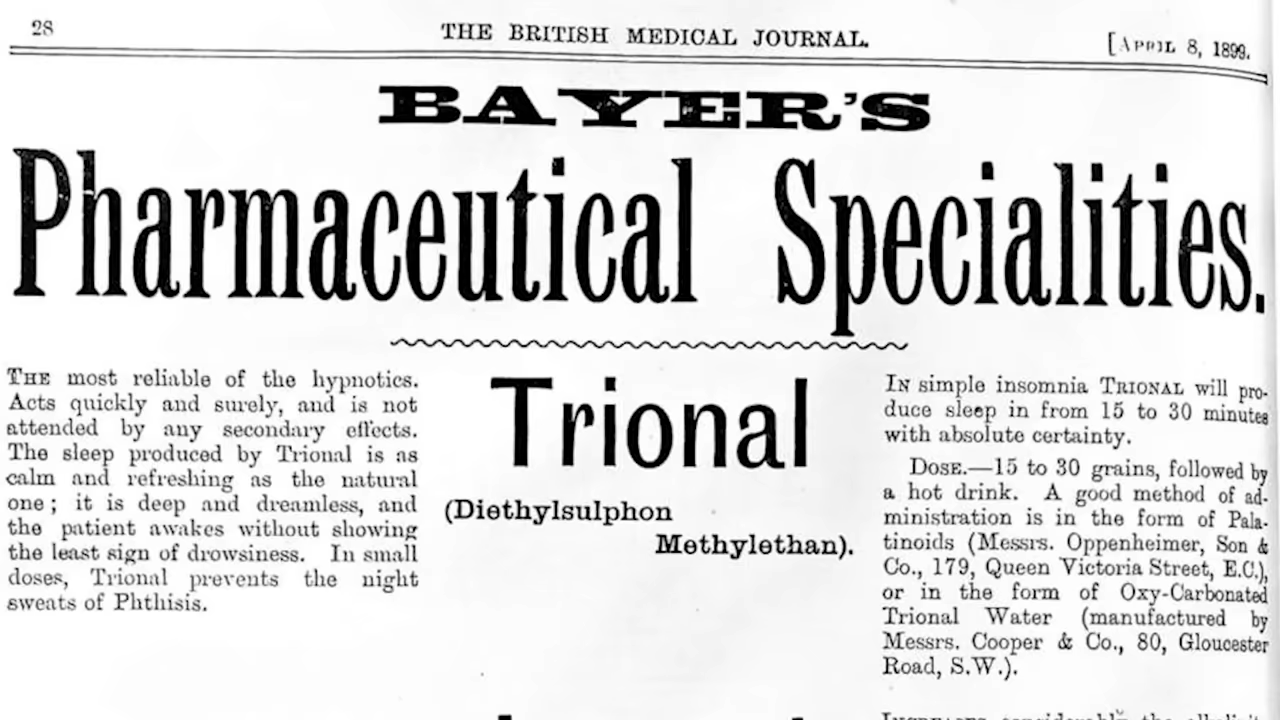 28
THE BRITISH MEDICAL JOURNAL.
[APRIL 8, 1899.
BAYER'S
Pharmaceutical Specialities.
THE most reliable of the hypnotics.
Acts quickly and surely, and is not
attended by any secondary effects.
The sleep produced by Trional is as
calm and refreshing as the natural
one; it is deep and dreamless, and
the patient awakes without showing
the least sign of drowsiness. In small
doses, Trional prevents the night
sweats of Phthisis.
Trional
(Diethylsulphon
Methylethan).
IN simple insomnia TRIONAL will pro-
duce sleep in from 15 to 30 minutes
with absolute certainty.
DOSE.—15 to 30 grains, followed by
a hot drink. A good method of ad-
ministration is in the form of Pala-
tinoids (Messrs. Oppenheimer, Son &
Co., 179, Queen Victoria Street, E.C.),
or in the form of Oxy-Carbonated
Trional Water (manufactured by
Messrs. Cooper & Co., 80, Gloucester
Road, S.W.).